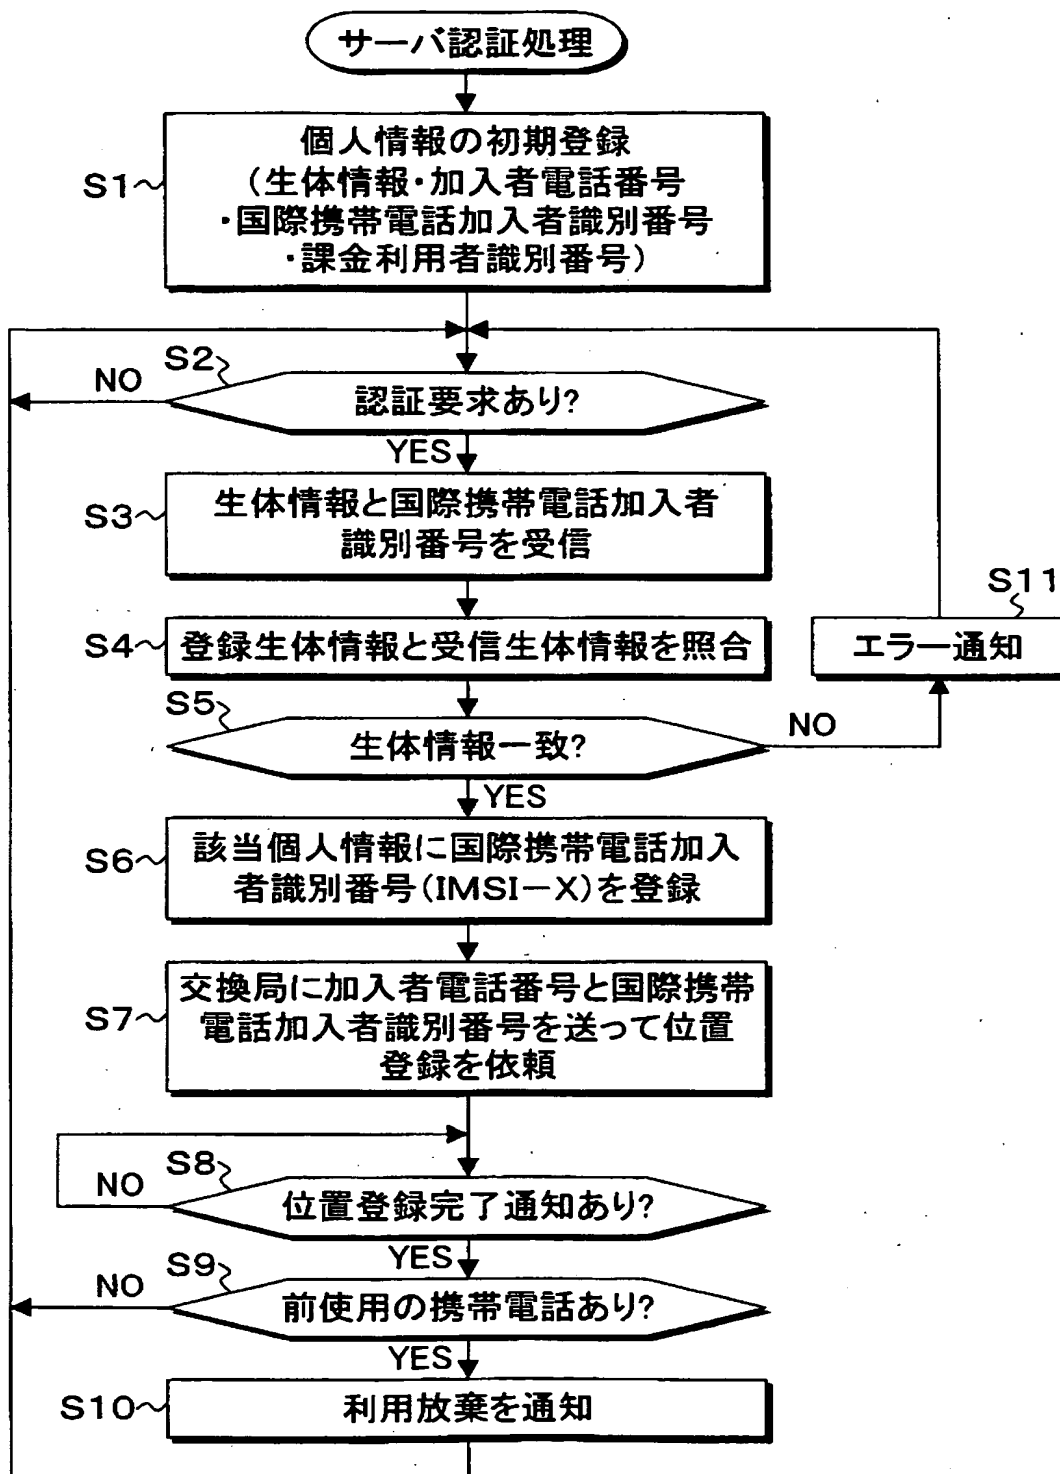 サーバ認証処理
S1
個人情報の初期登録
(生体情報・加入者電話番号
・国際携帯電話加入者識別番号
・課金利用者識別番号)
S2
NO
認証要求あり?
YES
S3
生体情報と国際携帯電話加入者
識別番号を受信
S11
エラー通知
S4
登録生体情報と受信生体情報を照合
S5
生体情報一致?
NO
YES
S6
該当個人情報に国際携帯電話加入
者識別番号(IMSI-X)を登録
S7
交換局に加入者電話番号と国際携帯
電話加入者識別番号を送って位置
登録を依頼
S8
NO
位置登録完了通知あり?
YES
S9
NO
前使用の携帯電話あり?
YES
S10
利用放棄を通知